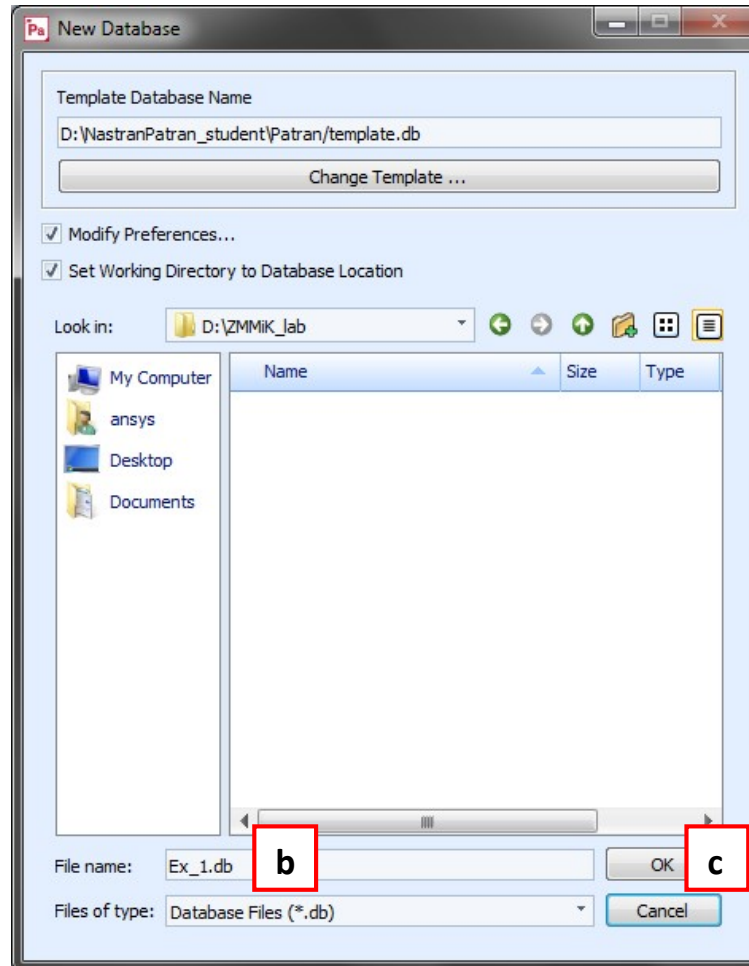 Pa New Database
Template Database Name
D:\NastranPatran_student\Patran/template.db
Change Template ...
Modify Preferences...
Set Working Directory to Database Location
Look in: D:\ZMMiK_lab
My Computer Name Size Type
ansys
Desktop
Documents
File name: Ex_1.db b OK c
Files of type: Database Files (*.db) Cancel